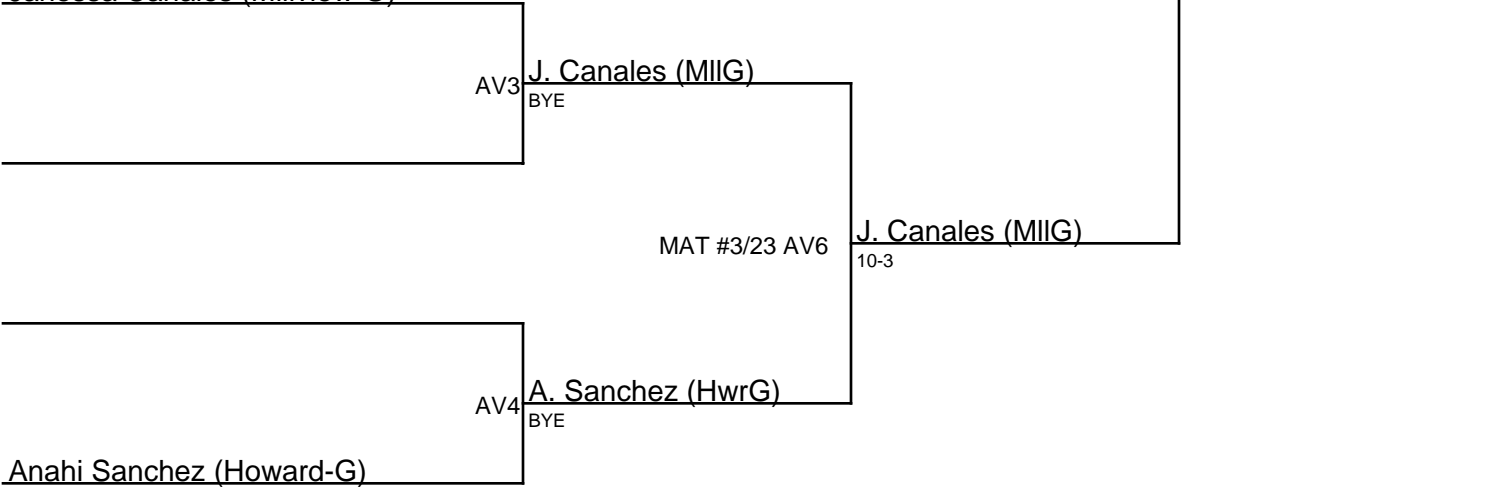 J. Canales (MllG)
AV3
BYE
J. Canales (MllG)
MAT #3/23 AV6
10-3
A. Sanchez (HwrG)
AV4
BYE
Anahi Sanchez (Howard-G)